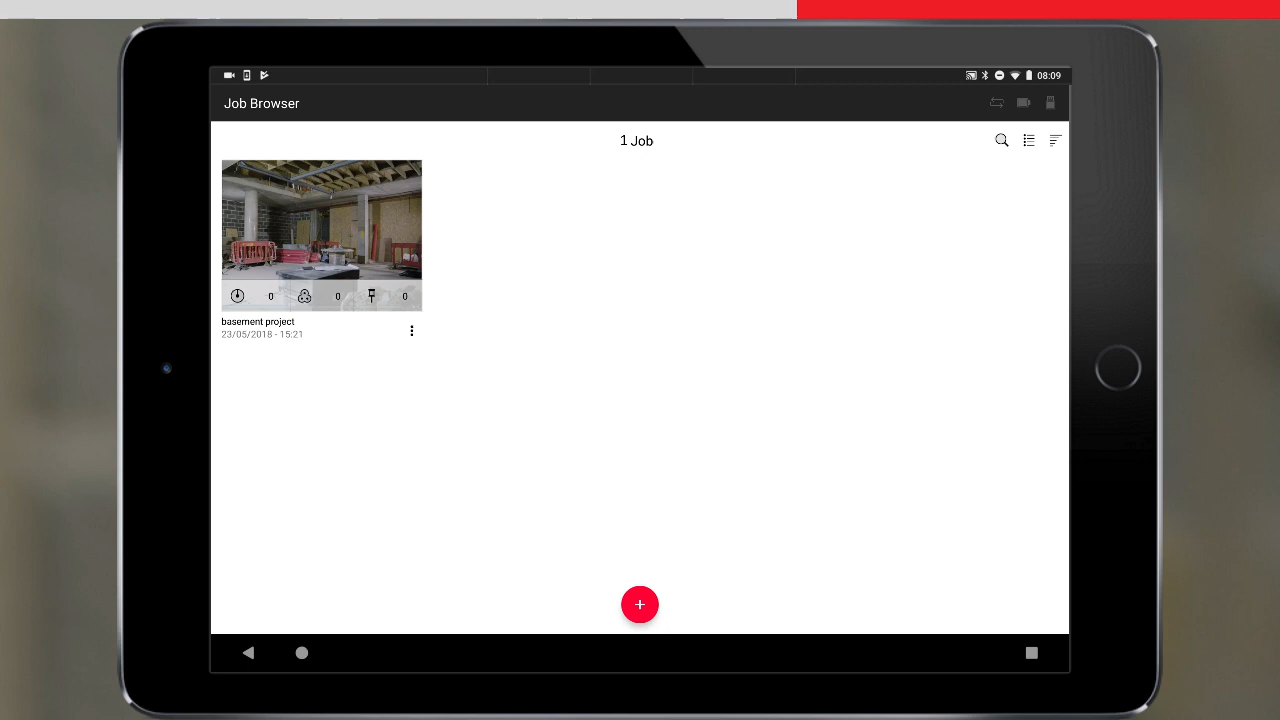 08:09
Job Browser
1 Job
0 0 0
basement project
23/05/2018 - 15:21